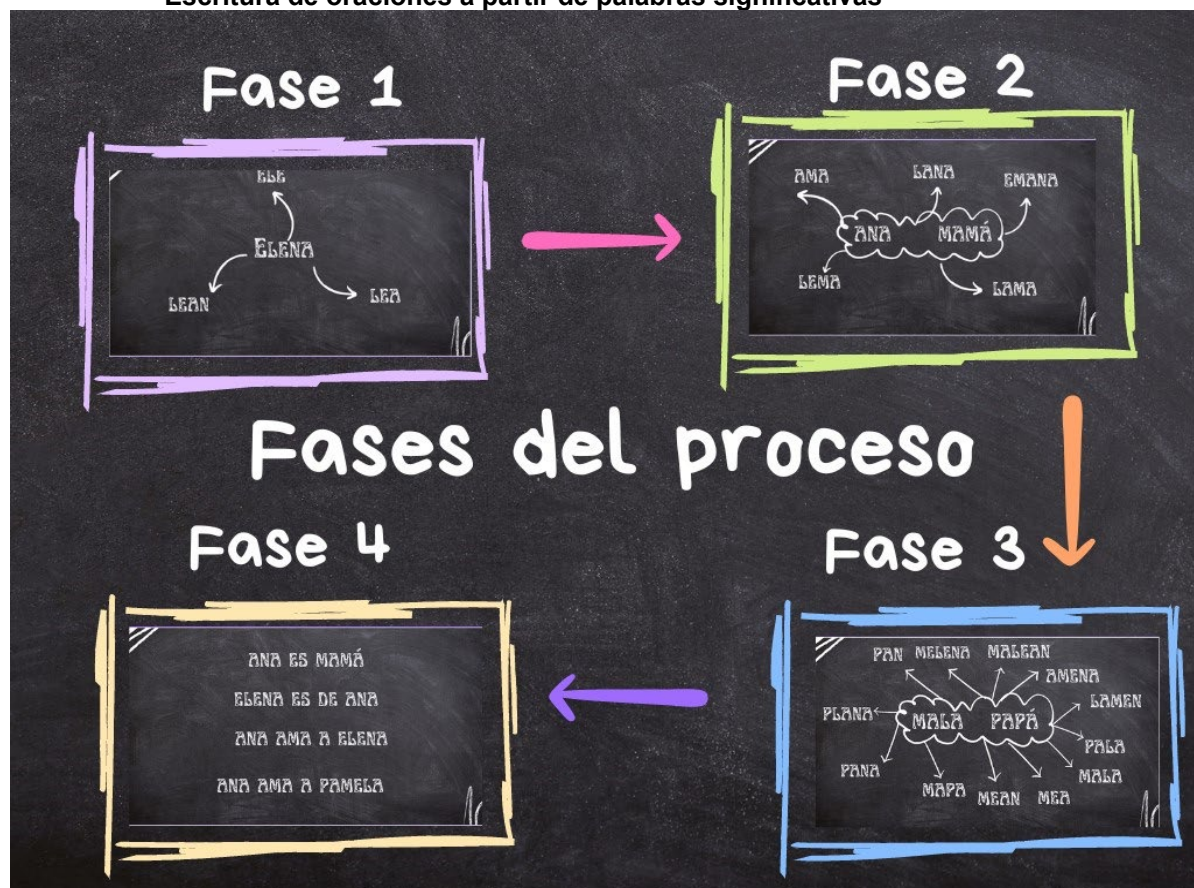 Escritura de oraciones a partir de palabras significativas
Fase 1
ELE
ELENA
LEAN
LEA
Fase 2
AMA
LANA
EMANA
ANA MAMÁ
LEMA
LAMA
Fases del proceso
Fase 4
ANA ES MAMÁ
ELENA ES DE ANA
ANA AMA A ELENA
ANA AMA A PAMELA
Fase 3
PAN MELENA MALEAN
AMENA
LAMEN
PLANA
MALA PAPÁ
PALA
PANA
MALA
MAPA MEAN MEA